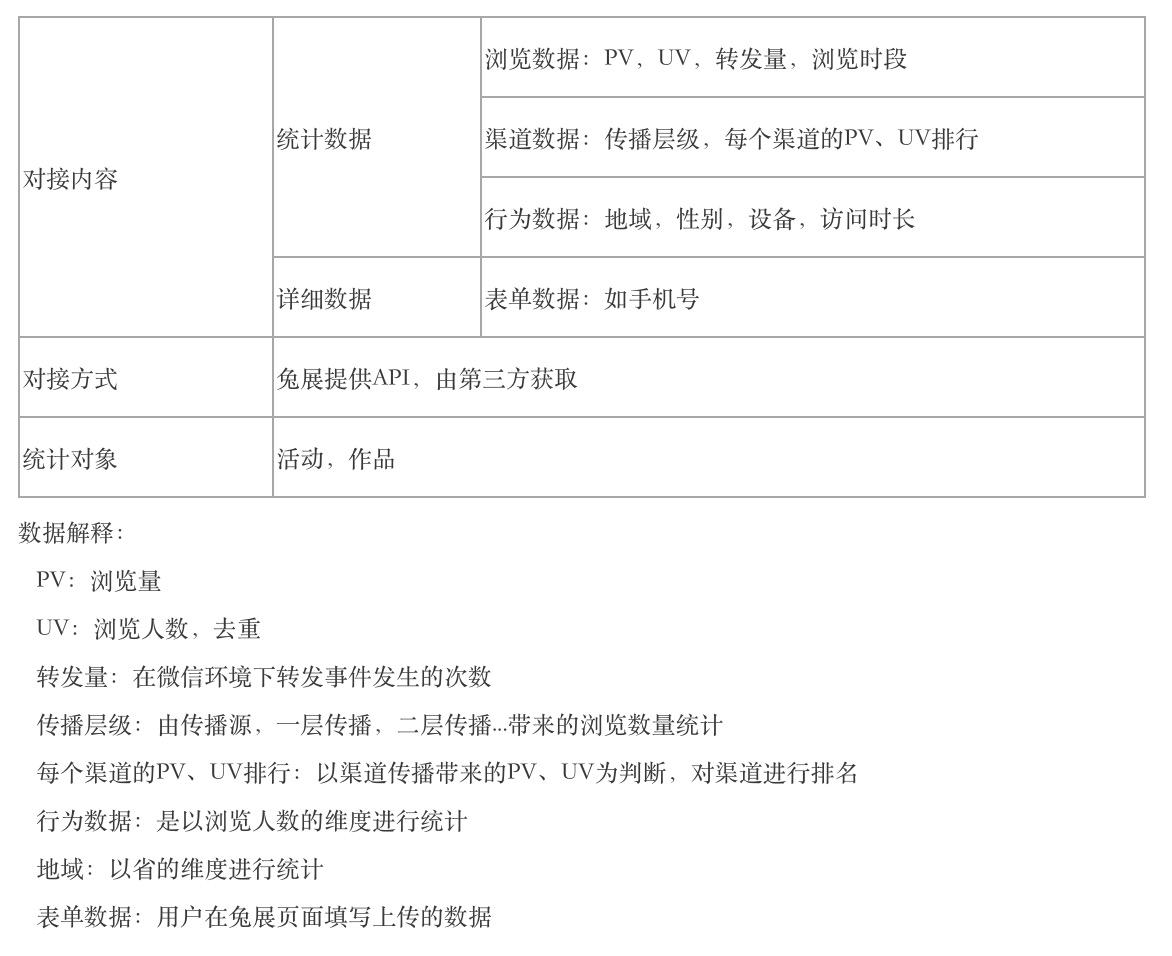 对接内容
统计数据
浏览数据：PV，UV，转发量，浏览时段
渠道数据：传播层级，每个渠道的PV、UV排行
行为数据：地域，性别，设备，访问时长
详细数据
表单数据：如手机号
对接方式
兔展提供API，由第三方获取
统计对象
活动，作品
数据解释：
PV：浏览量
UV：浏览人数，去重
转发量：在微信环境下转发事件发生的次数
传播层级：由传播源，一层传播，二层传播...带来的浏览数量统计
每个渠道的PV、UV排行：以渠道传播带来的PV、UV为判断，对渠道进行排名
行为数据：是以浏览人数的维度进行统计
地域：以省的维度进行统计
表单数据：用户在兔展页面填写上传的数据